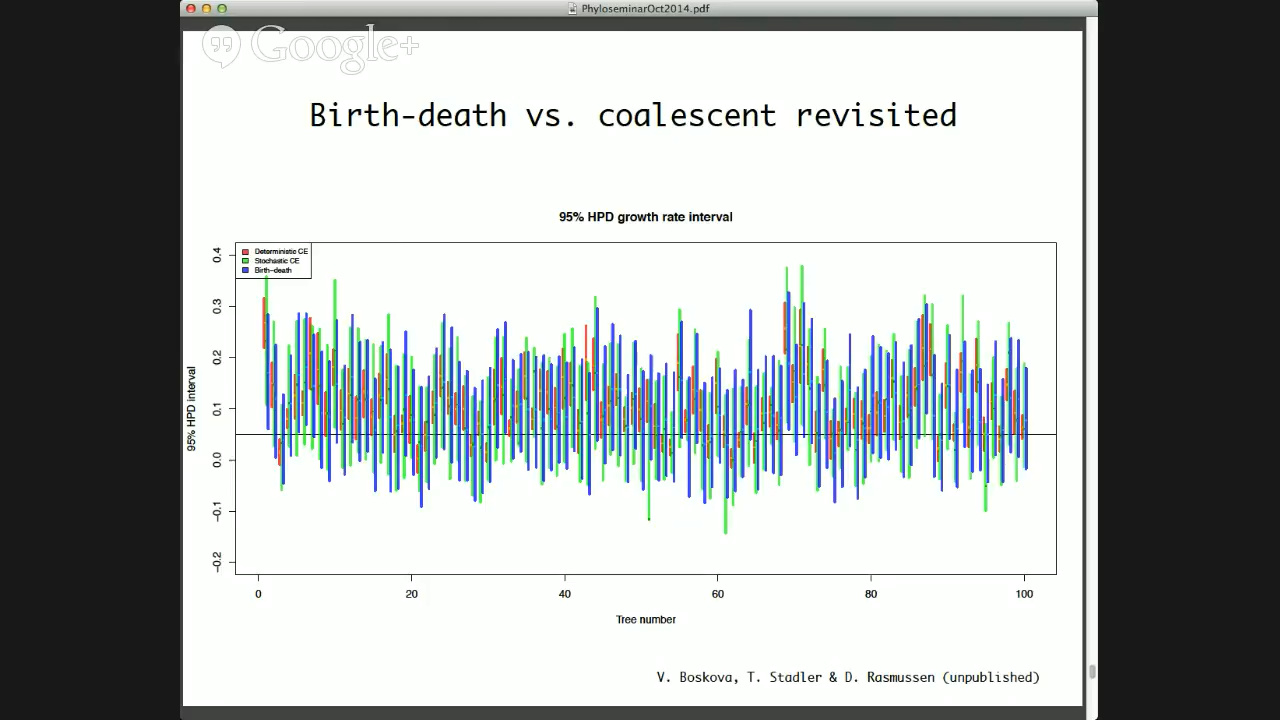 PhyloseminarOct2014.pdf
Google+
Birth-death vs. coalescent revisited
95% HPD growth rate interval
Deterministic CE
Stochastic CE
Birth-death
0.4
0.3
0.2
0.1
0.0
-0.1
-0.2
95% HPD interval
0 20 40 60 80 100
Tree number
V. Boskova, T. Stadler & D. Rasmussen (unpublished)